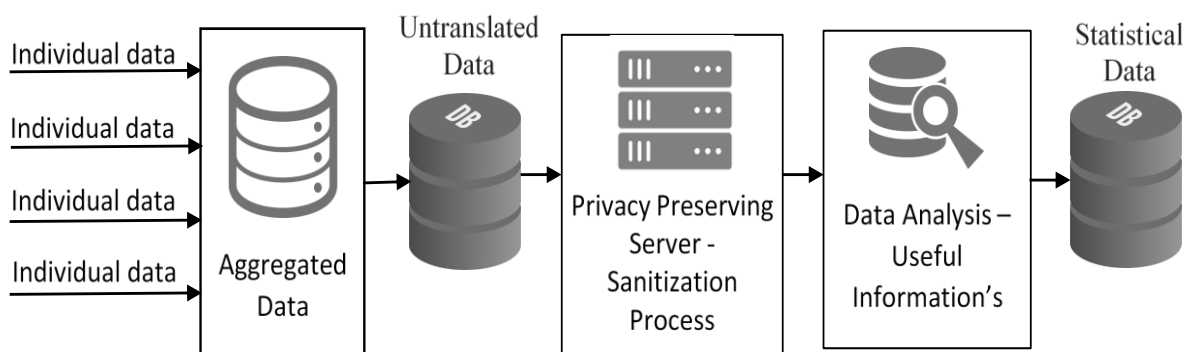 Individual data
Individual data
Individual data
Individual data
Aggregated
Data
Untranslated
Data
DB
Privacy Preserving
Server -
Sanitization
Process
Data Analysis –
Useful
Information’s
Statistical
Data
DB